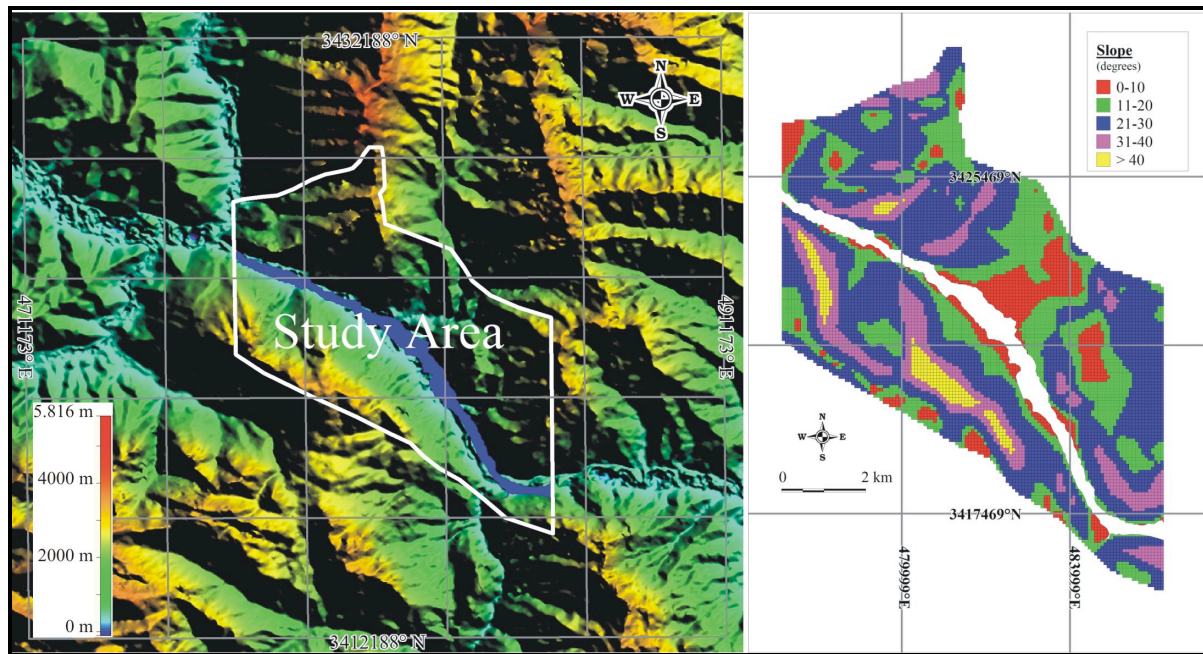 3432188° N
N
W E
S
471173° E
491173° E
Study Area
5.816 m
4000 m
2000 m
0 m
3412188° N
Slope
(degrees)
0-10
11-20
21-30
31-40
> 40
3425469°N
N
W E
S
0 2 km
3417469°N
479999°E
483999°E